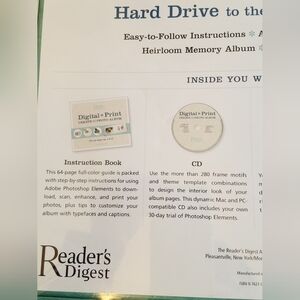 Hard Drive to the
Easy-to-Follow Instructions * A
Heirloom Memory Album *
INSIDE YOU W
Digital to Print
Digital to Print
Instruction Book
This 64-page full-color guide is packed
with step-by-step instructions for using
Adobe Photoshop Elements to down-
load, scan, enhance, and print your
photos, plus tips to customize your
album with typefaces and captions.
CD
Use the more than 280 frame motifs
and theme template combinations
to design the interior look of your
album pages. This dynamic Mac and PC-
compatible CD also includes your own
30-day trial of Photoshop Elements.
Reader's
Digest
The Reader's Digest A
Pleasantville, New York/Mon
Manufactured